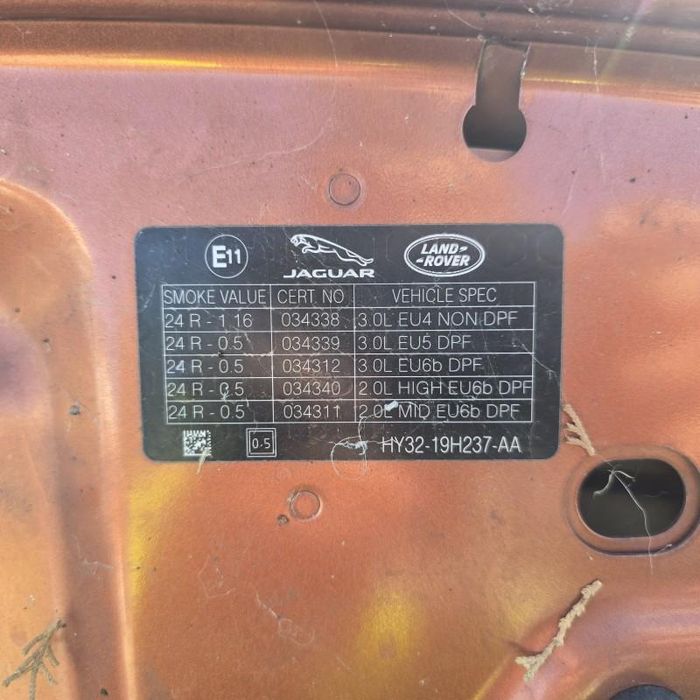 E11 JAGUAR LAND ROVER
SMOKE VALUE CERT. NO VEHICLE SPEC
24 R - 1.16 034338 3.0L EU4 NON DPF
24 R - 0.5 034339 3.0L EU5 DPF
24 R - 0.5 034312 3.0L EU6b DPF
24 R - 0.5 034340 2.0L HIGH EU6b DPF
24 R - 0.5 034311 2.0L MID EU6b DPF
0.5 HY32-19H237-AA